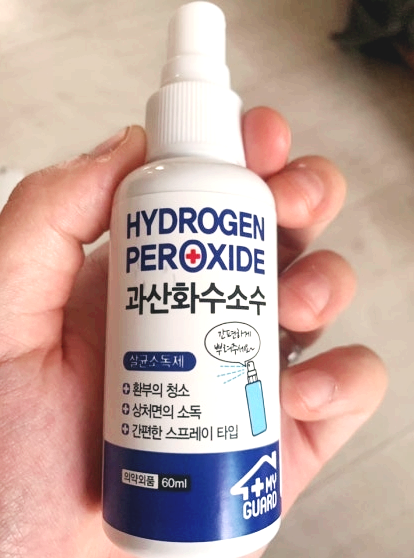 HYDROGEN
PEROXIDE
과산화수소수
간편하게
뿌려주세요~
살균소독제
환부의 청소
상처면의 소독
간편한 스프레이 타입
의약외품 60ml
MY
GUARD